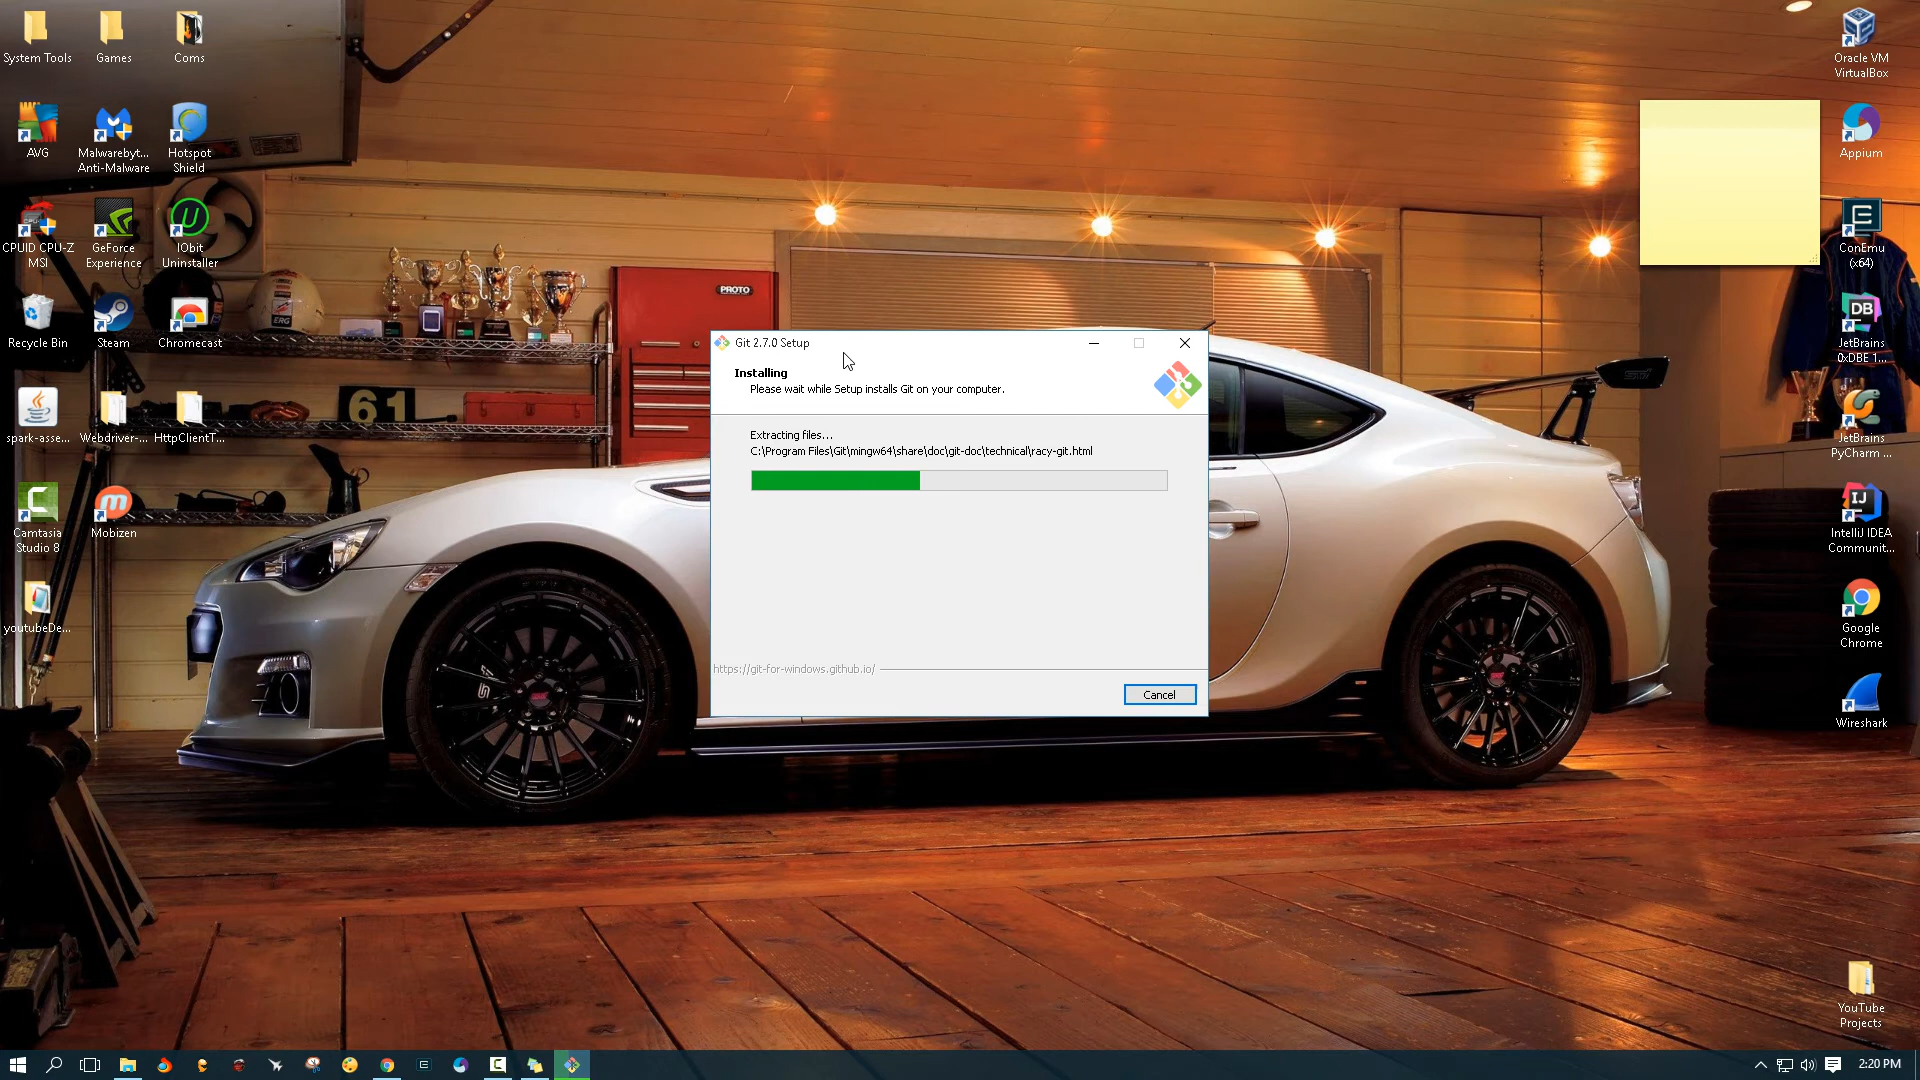 System Tools
Games
Coms
AVG
Malwarebyt...
Anti-Malware
Hotspot
Shield
CPUID CPU-Z
MSI
GeForce
Experience
IObit
Uninstaller
Recycle Bin
Steam
Chromecast
spark-asse...
Webdriver-...
HttpClientT...
Camtasia
Studio 8
Mobizen
youtubeDe...
PROTO
ERG
61
Git 2.7.0 Setup
Installing
Please wait while Setup installs Git on your computer.
Extracting files...
C:\Program Files\Git\mingw64\share\doc\git-doc\technical\racy-git.html
https://git-for-windows.github.io/
Cancel
Oracle VM
VirtualBox
Appium
ConEmu
(x64)
DB
JetBrains
0xDBE 1...
JetBrains
PyCharm ...
IJ
IntelliJ IDEA
Communit...
Google
Chrome
Wireshark
YouTube
Projects
2:20 PM